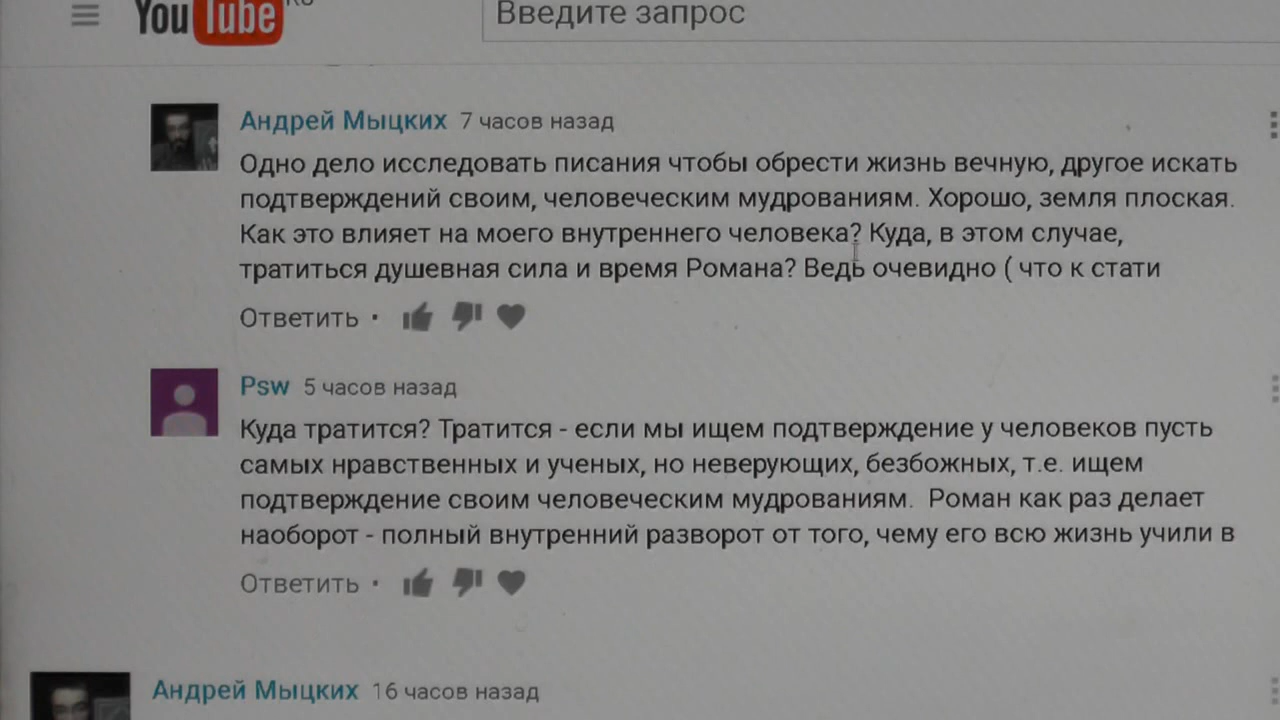 YouTube RU
Введите запрос
Андрей Мыцких 7 часов назад
Одно дело исследовать писания чтобы обрести жизнь вечную, другое искать
подтверждений своим, человеческим мудрованиям. Хорошо, земля плоская.
Как это влияет на моего внутреннего человека? Куда, в этом случае,
тратиться душевная сила и время Романа? Ведь очевидно ( что к стати
Ответить •
Psw 5 часов назад
Куда тратится? Тратится - если мы ищем подтверждение у человеков пусть
самых нравственных и ученых, но неверующих, безбожных, т.е. ищем
подтверждение своим человеческим мудрованиям. Роман как раз делает
наоборот - полный внутренний разворот от того, чему его всю жизнь учили в
Ответить •
Андрей Мыцких 16 часов назад